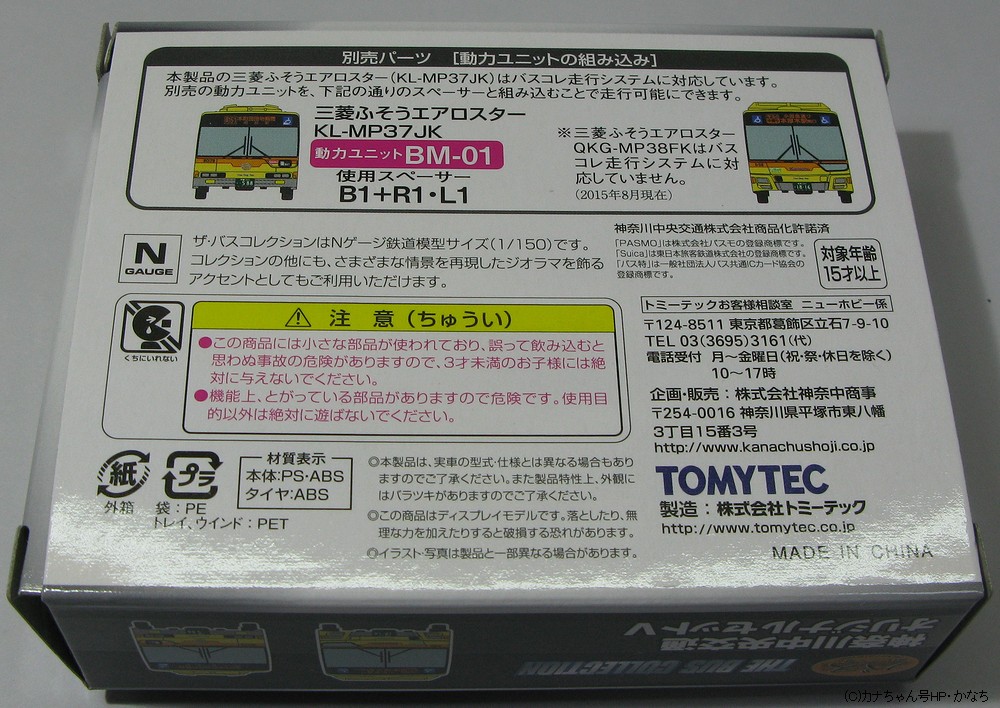 別売パーツ [動力ユニットの組み込み]
本製品の三菱ふそうエアロスター(KL-MP37JK)はバスコレ走行システムに対応しています。
別売の動力ユニットを、下記の通りのスペーサーと組み込むことで走行可能にできます。
三菱ふそうエアロスター
KL-MP37JK
動力ユニットBM-01
使用スペーサー
B1+R1・L1
※三菱ふそうエアロスター
QKG-MP38FKはバス
コレ走行システムに対
応していません。
(2015年8月現在)
N
GAUGE
ザ・バスコレクションはNゲージ鉄道模型サイズ(1/150)です。
コレクションの他にも、さまざまな情景を再現したジオラマを飾る
アクセントとしてもご利用いただけます。
神奈川中央交通株式会社商品化許諾済
「PASMO」は株式会社パスモの登録商標です。
「Suica」は東日本旅客鉄道株式会社の登録商標です。
「バス特」は一般社団法人バス共通ICカード協会の
登録商標です。
対象年齢
15才以上
くちにいれない
注意(ちゅうい)
●この商品には小さな部品が使われており、誤って飲み込むと
思わぬ事故の危険がありますので、3才未満のお子様には絶
対に与えないでください。
●機能上、とがっている部品がありますので危険です。使用目
的以外は絶対に遊ばないでください。
トミーテックお客様相談室 ニューホビー係
〒124-8511 東京都葛飾区立石7-9-10
TEL 03(3695)3161(代)
電話受付 月〜金曜日(祝・祭・休日を除く)
10〜17時
企画・販売:株式会社神奈中商事
〒254-0016 神奈川県平塚市東八幡
3丁目15番3号
http://www.kanachushoji.co.jp
TOMYTEC
製造:株式会社トミーテック
http://www.tomytec.co.jp
MADE IN CHINA
紙
外箱
プラ
袋:PE
トレイ、ウインド:PET
材質表示
本体:PS・ABS
タイヤ:ABS
◎本製品は、実車の型式・仕様とは異なる場合もあり
ますのでご了承ください。また製品特性上、外観に
はバラツキがありますのでご了承ください。
◎この商品はディスプレイモデルです。落としたり、無
理な力を加えたりすると破損する恐れがあります。
◎イラスト・写真は製品と一部異なる場合があります。
THE BUS COLLECTION
神奈川中央交通
オリジナルセットV
(C)カナちゃん号HP・かなち